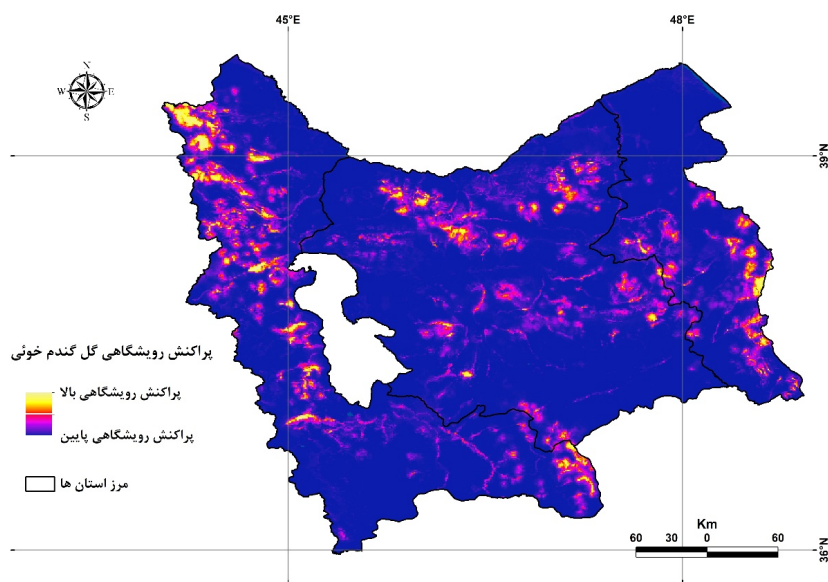 45°E 48°E
N
W E
S
39°N
پراکنش رویشگاهی گل گندم خوئی
پراکنش رویشگاهی بالا
پراکنش رویشگاهی پایین
مرز استان ها
Km
60 30 0 60
36°N